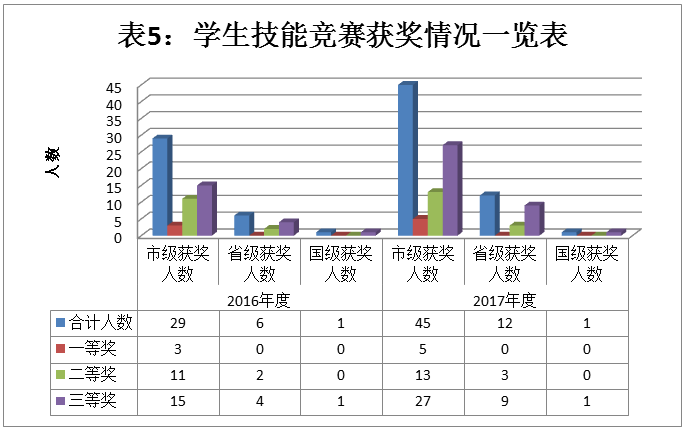 表5：学生技能竞赛获奖情况一览表
人数
45
40
35
30
25
20
15
10
5
0
市级获奖人数 省级获奖人数 国级获奖人数 市级获奖人数 省级获奖人数 国级获奖人数
2016年度 2017年度
合计人数 29 6 1 45 12 1
一等奖 3 0 0 5 0 0
二等奖 11 2 0 13 3 0
三等奖 15 4 1 27 9 1